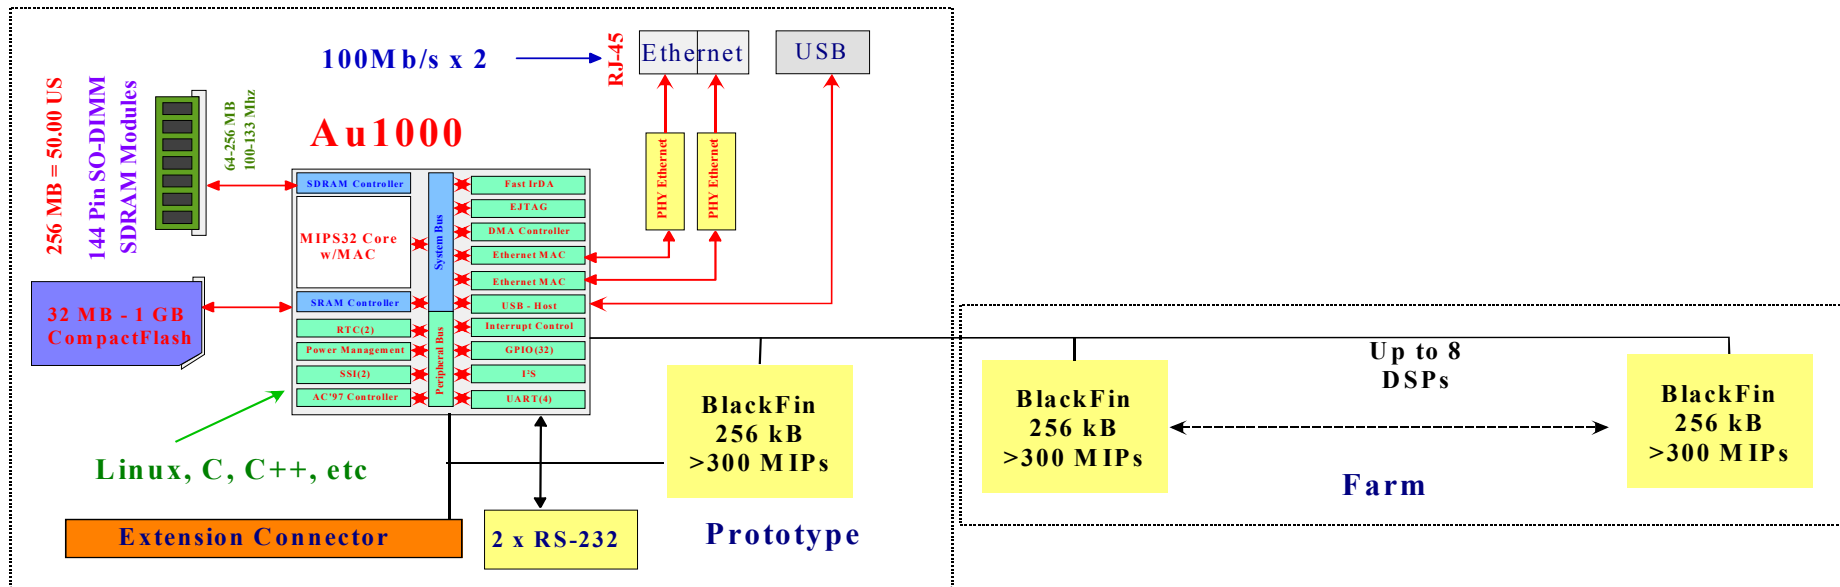 100Mb/s x 2
RJ-45
Ethernet
USB
256 MB = 50.00 US
144 Pin SO-DIMM
SDRAM Modules
64-256 MB
100-133 Mhz
Au1000
PHY Ethernet
PHY Ethernet
SDRAM Controller
MIPS32 Core
w/MAC
SRAM Controller
RTC(2)
Power Management
SSI(2)
AC'97 Controller
System Bus
Peripheral Bus
Fast IrDA
EJTAG
DMA Controller
Ethernet MAC
Ethernet MAC
USB - Host
Interrupt Control
GPIO(32)
I²S
UART(4)
32 MB - 1 GB
CompactFlash
Linux, C, C++, etc
Extension Connector
2 x RS-232
BlackFin
256 kB
>300 MIPs
Prototype
BlackFin
256 kB
>300 MIPs
Up to 8
DSPs
BlackFin
256 kB
>300 MIPs
Farm